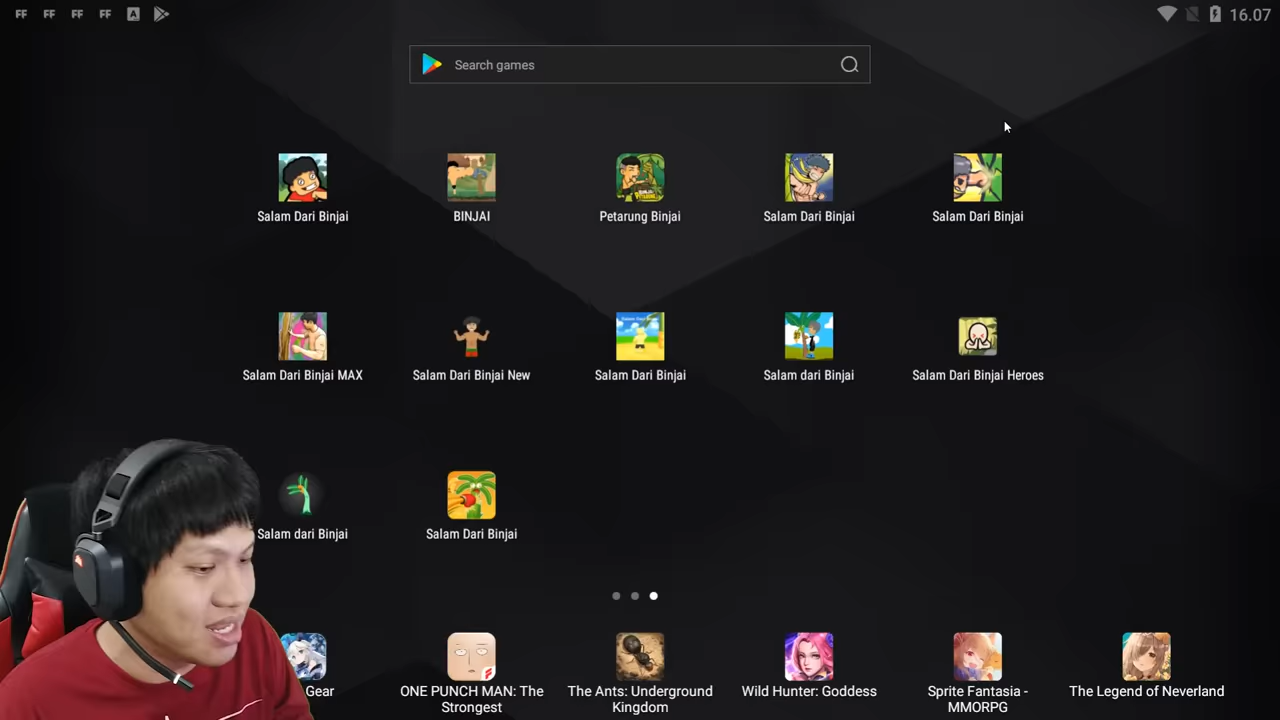 FF FF FF FF A 16.07
Search games
Salam Dari Binjai
BINJAI
Petarung Binjai
Salam Dari Binjai
Salam Dari Binjai
Salam Dari Binjai MAX
Salam Dari Binjai New
Salam Dari Binjai
Salam dari Binjai
Salam Dari Binjai Heroes
Salam dari Binjai
Salam Dari Binjai
Gear
ONE PUNCH MAN: The
Strongest
The Ants: Underground
Kingdom
Wild Hunter: Goddess
Sprite Fantasia -
MMORPG
The Legend of Neverland